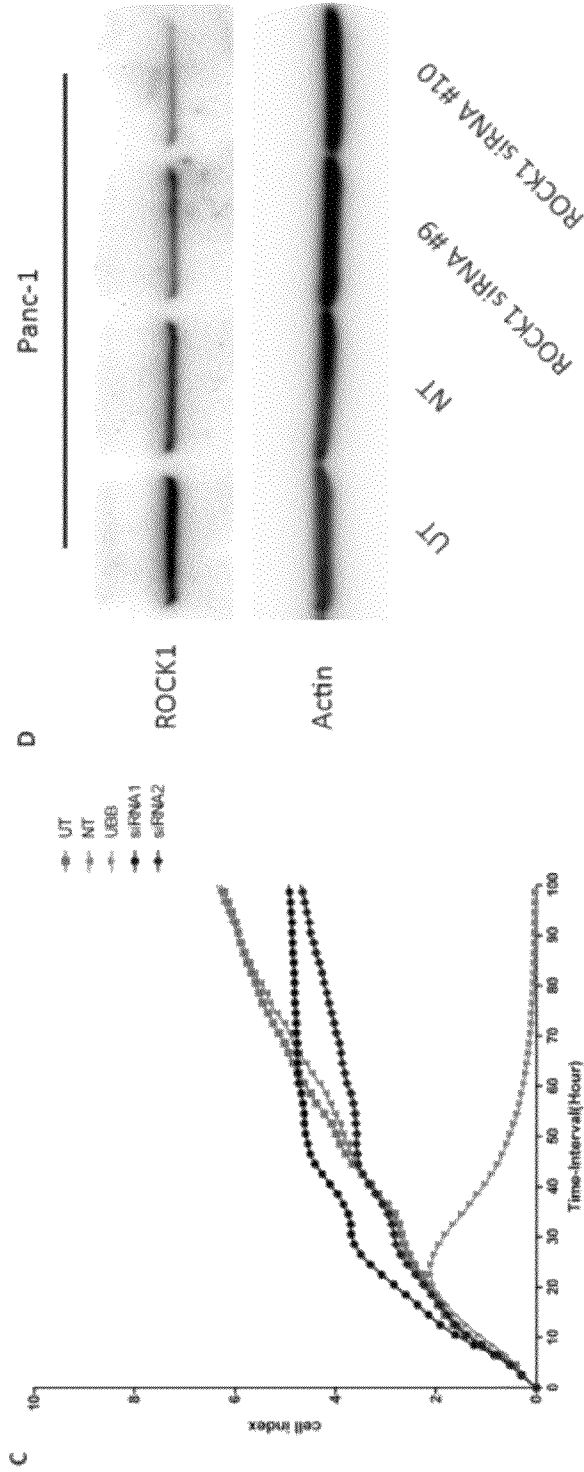 C
UT
NT
UBB
siRNA1
siRNA2
cell index
10
8
6
4
2
0
0 10 20 30 40 50 60 70 80 90 100
Time-Interval(Hour)
D
Panc-1
ROCK1
Actin
UT
NT
ROCK1 siRNA #9
ROCK1 siRNA #10